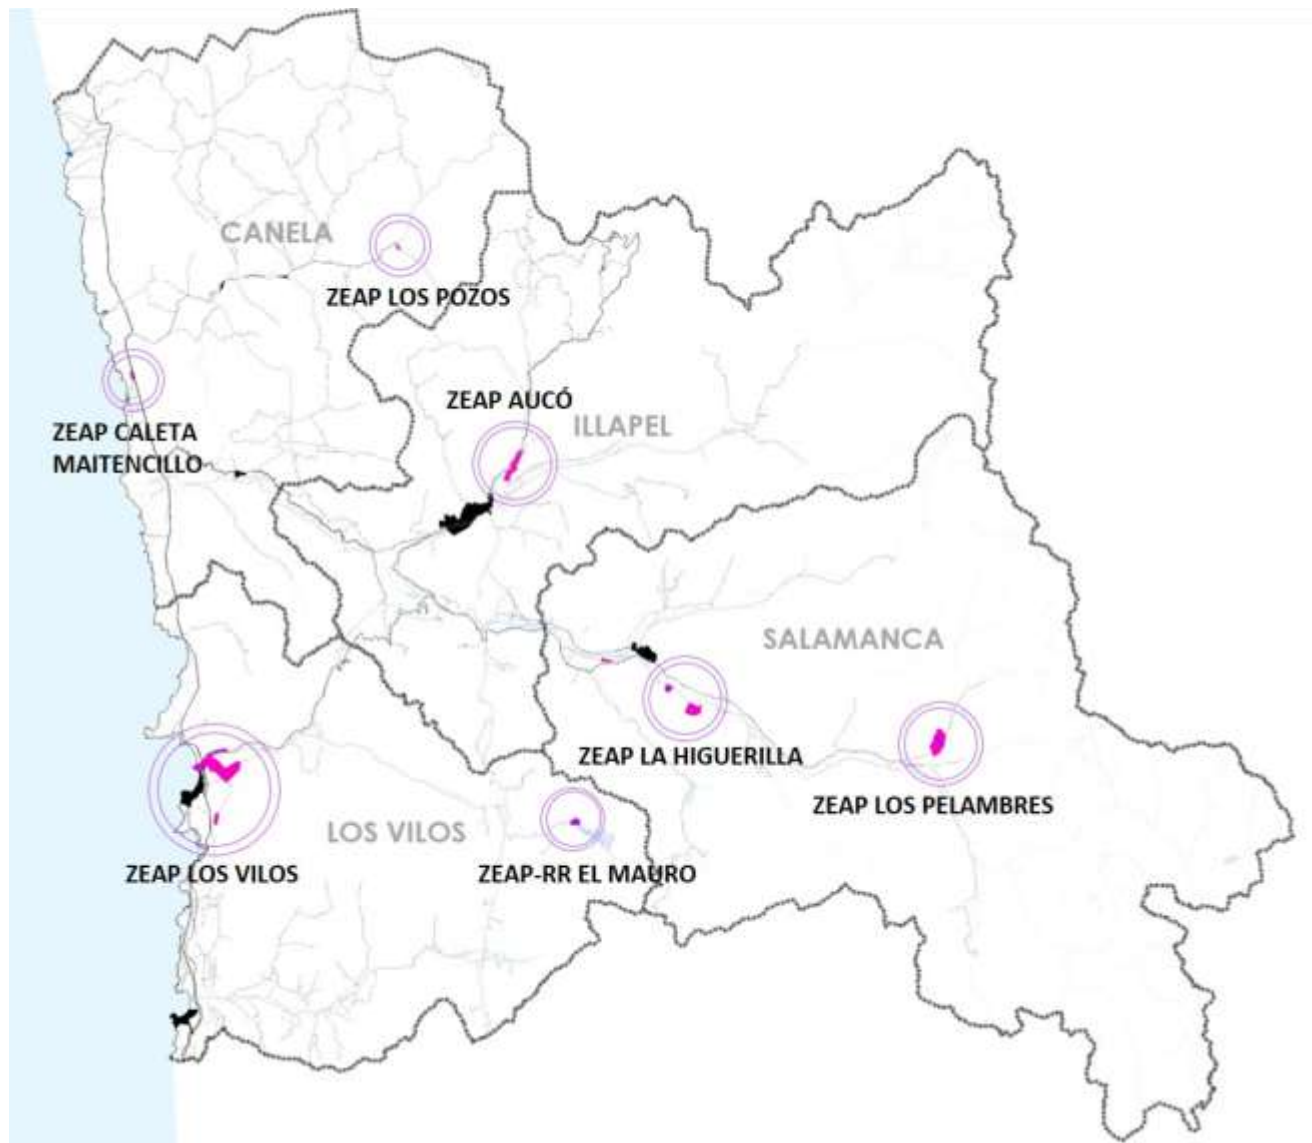 CANELA
ZEAP LOS POZOS
ZEAP AUCÓ
ILLAPEL
ZEAP CALETA
MAITENCILLO
SALAMANCA
ZEAP LA HIGUERILLA
ZEAP LOS PELAMBRES
LOS VILOS
ZEAP LOS VILOS
ZEAP-RR EL MAURO